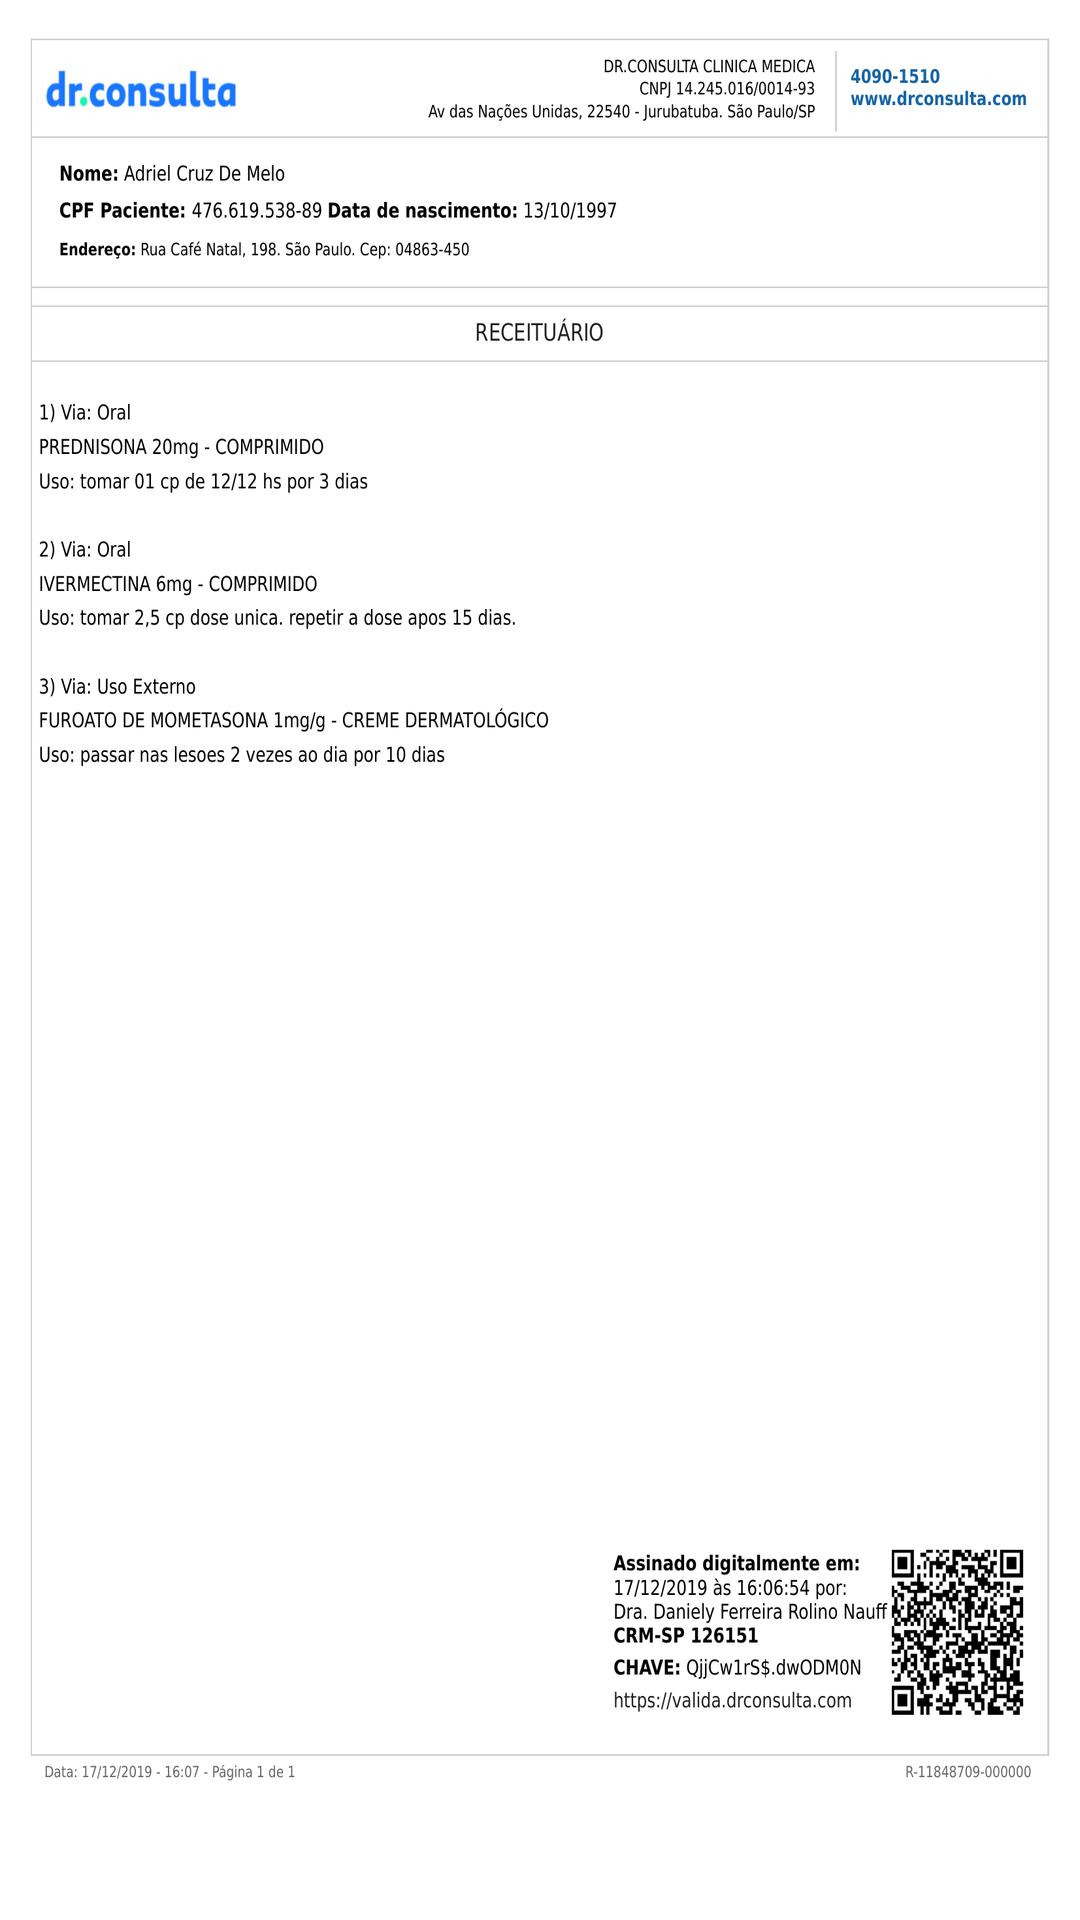 dr.consulta
DR.CONSULTA CLINICA MEDICA
CNPJ 14.245.016/0014-93
Av das Nações Unidas, 22540 - Jurubatuba. São Paulo/SP
4090-1510
www.drconsulta.com
Nome: Adriel Cruz De Melo
CPF Paciente: 476.619.538-89 Data de nascimento: 13/10/1997
Endereço: Rua Café Natal, 198. São Paulo. Cep: 04863-450
RECEITUÁRIO
1) Via: Oral
PREDNISONA 20mg - COMPRIMIDO
Uso: tomar 01 cp de 12/12 hs por 3 dias
2) Via: Oral
IVERMECTINA 6mg - COMPRIMIDO
Uso: tomar 2,5 cp dose unica. repetir a dose apos 15 dias.
3) Via: Uso Externo
FUROATO DE MOMETASONA 1mg/g - CREME DERMATOLÓGICO
Uso: passar nas lesoes 2 vezes ao dia por 10 dias
Assinado digitalmente em:
17/12/2019 às 16:06:54 por:
Dra. Daniely Ferreira Rolino Nauff
CRM-SP 126151
CHAVE: QjjCw1rS$.dwODM0N
https://valida.drconsulta.com
Data: 17/12/2019 - 16:07 - Página 1 de 1
R-11848709-000000